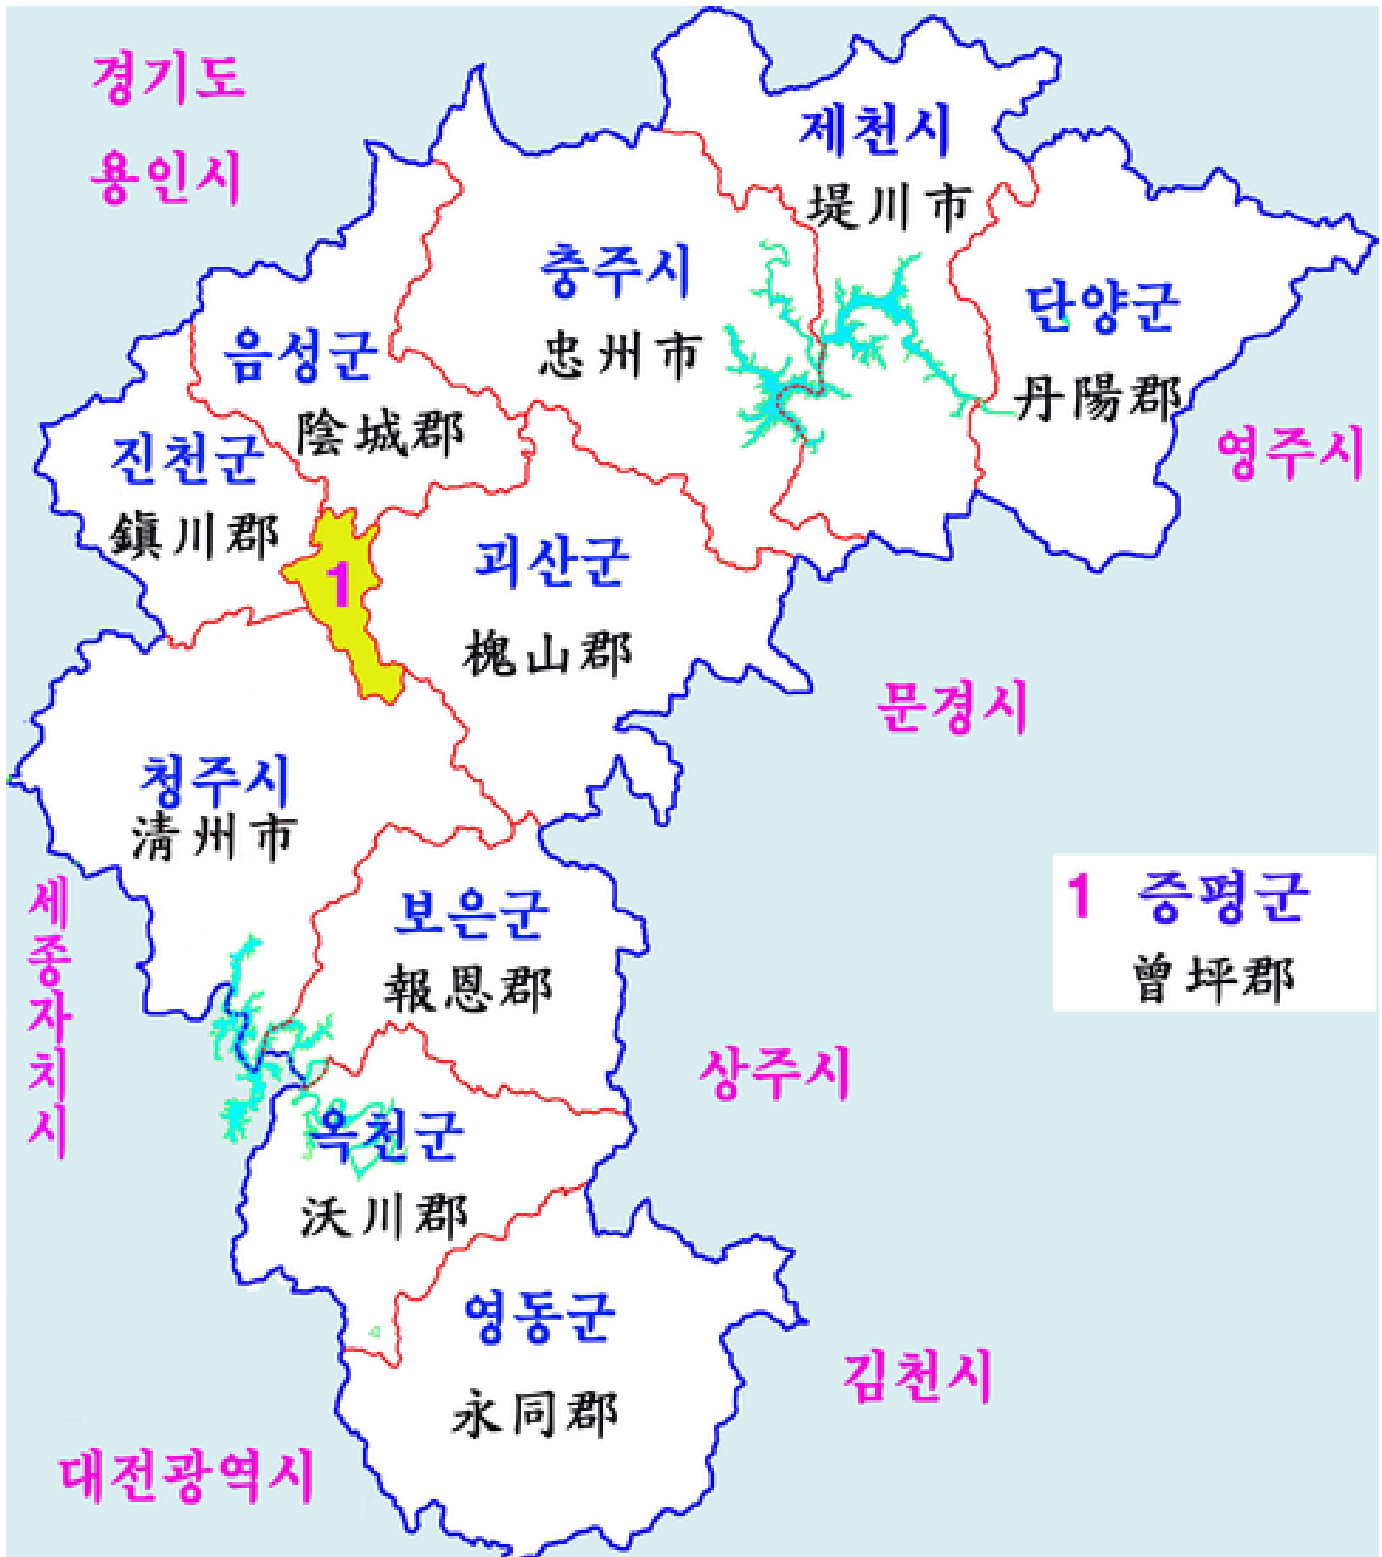 경기도
용인시
제천시
堤川市
충주시
忠州市
단양군
丹陽郡
음성군
陰城郡
영주시
진천군
鎭川郡
괴산군
槐山郡
1
문경시
청주시
淸州市
세종자치시
보은군
報恩郡
1 증평군
曾坪郡
상주시
옥천군
沃川郡
영동군
永同郡
김천시
대전광역시